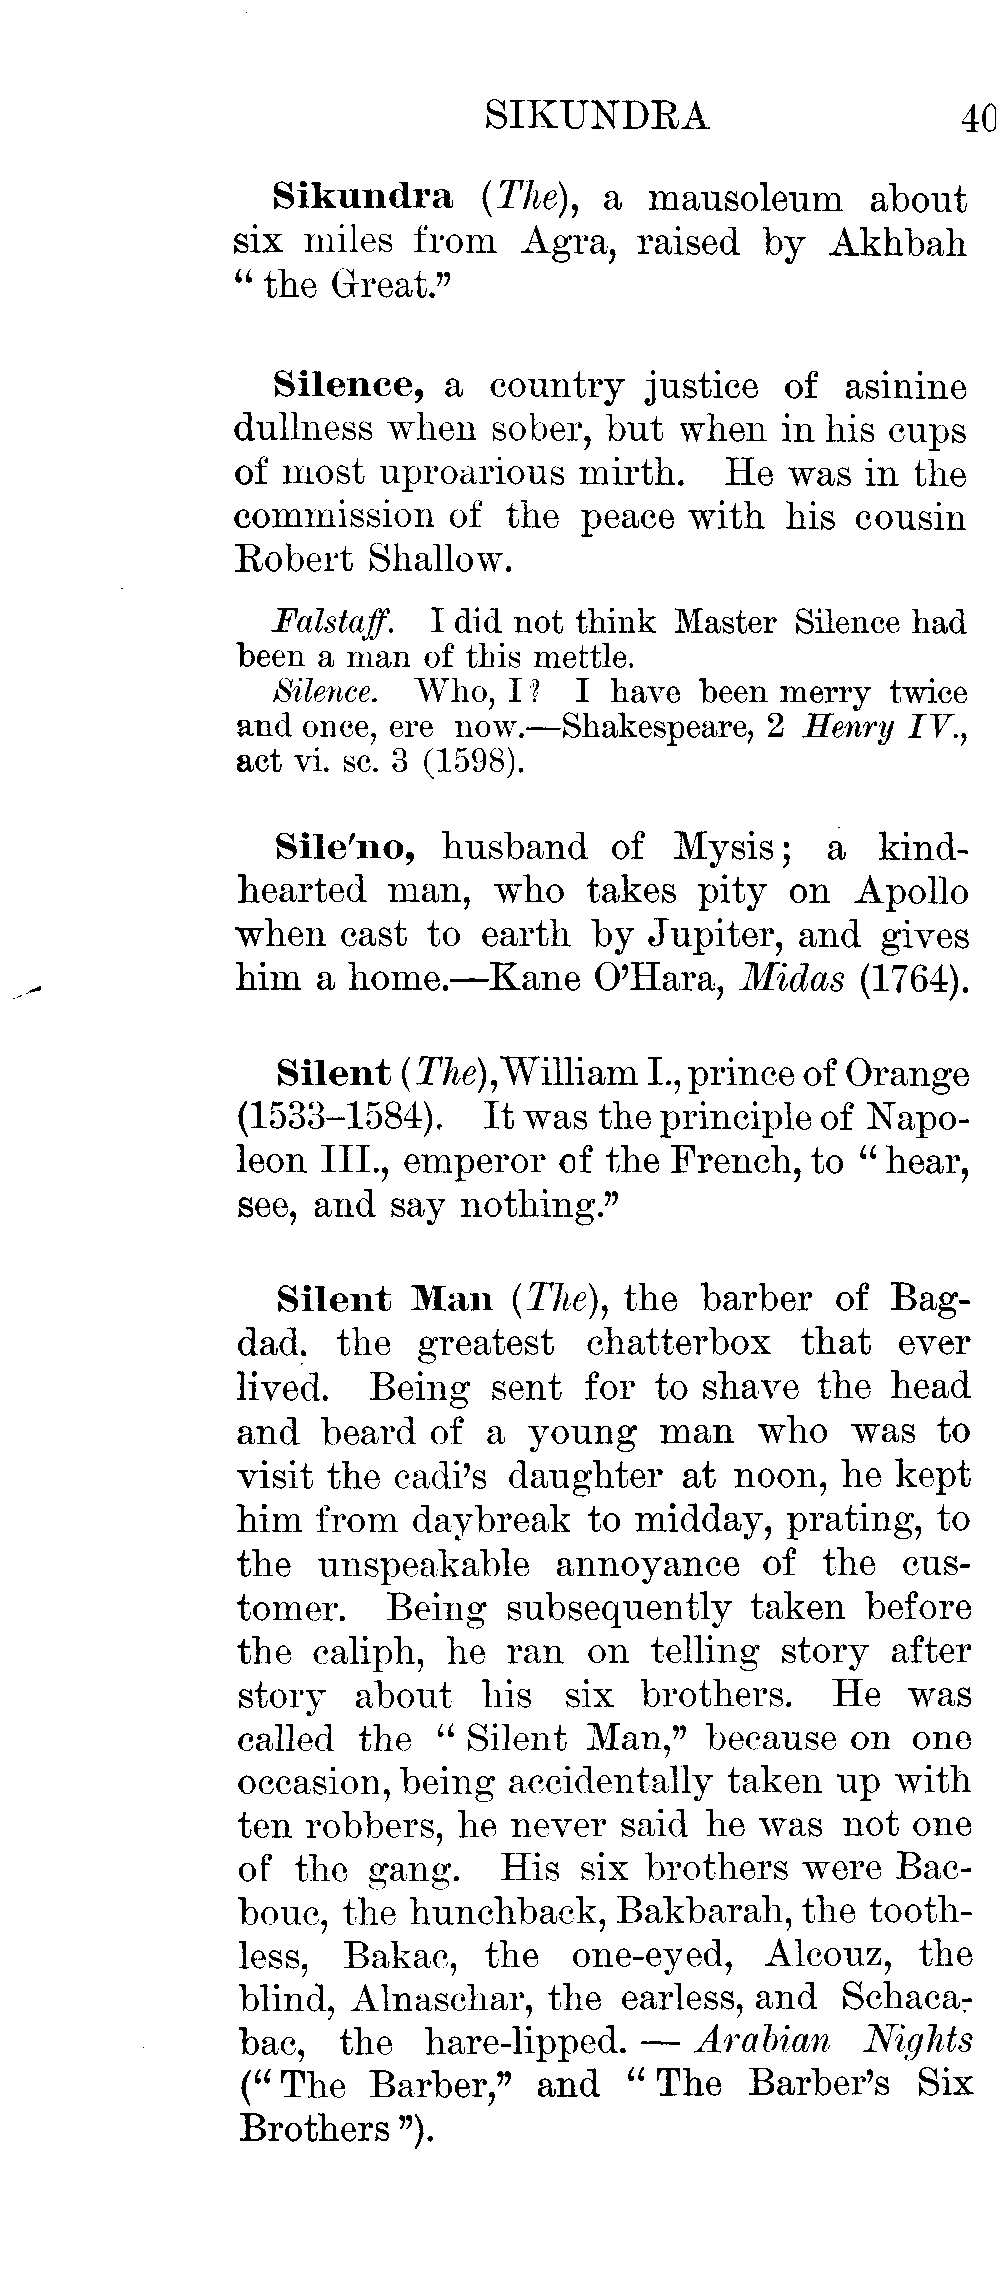 SIKUNDRA 40
Sikundra (The), a mausoleum about
six miles from Agra, raised by Akhbah
“ the Great.”
Silence, a country justice of asinine
dullness when sober, but when in his cups
of most uproarious mirth. He was in the
commission of the peace with his cousin
Robert Shallow.
Falstaff. I did not think Master Silence had
been a man of this mettle.
Silence. Who, I? I have been merry twice
and once, ere now.—Shakespeare, 2 Henry IV.,
act vi. sc. 3 (1598).
Sile'no, husband of Mysis; a kind-
hearted man, who takes pity on Apollo
when cast to earth by Jupiter, and gives
him a home.—Kane O’Hara, Midas (1764).
Silent (The), William I., prince of Orange
(1533–1584). It was the principle of Napo-
leon III., emperor of the French, to “ hear,
see, and say nothing.”
Silent Man (The), the barber of Bag-
dad. the greatest chatterbox that ever
lived. Being sent for to shave the head
and beard of a young man who was to
visit the cadi’s daughter at noon, he kept
him from daybreak to midday, prating, to
the unspeakable annoyance of the cus-
tomer. Being subsequently taken before
the caliph, he ran on telling story after
story about his six brothers. He was
called the “ Silent Man,” because on one
occasion, being accidentally taken up with
ten robbers, he never said he was not one
of the gang. His six brothers were Bac-
bouc, the hunchback, Bakbarah, the tooth-
less, Bakac, the one-eyed, Alcouz, the
blind, Alnaschar, the earless, and Schaca-
bac, the hare-lipped. — Arabian Nights
(“ The Barber,” and “ The Barber’s Six
Brothers ”).